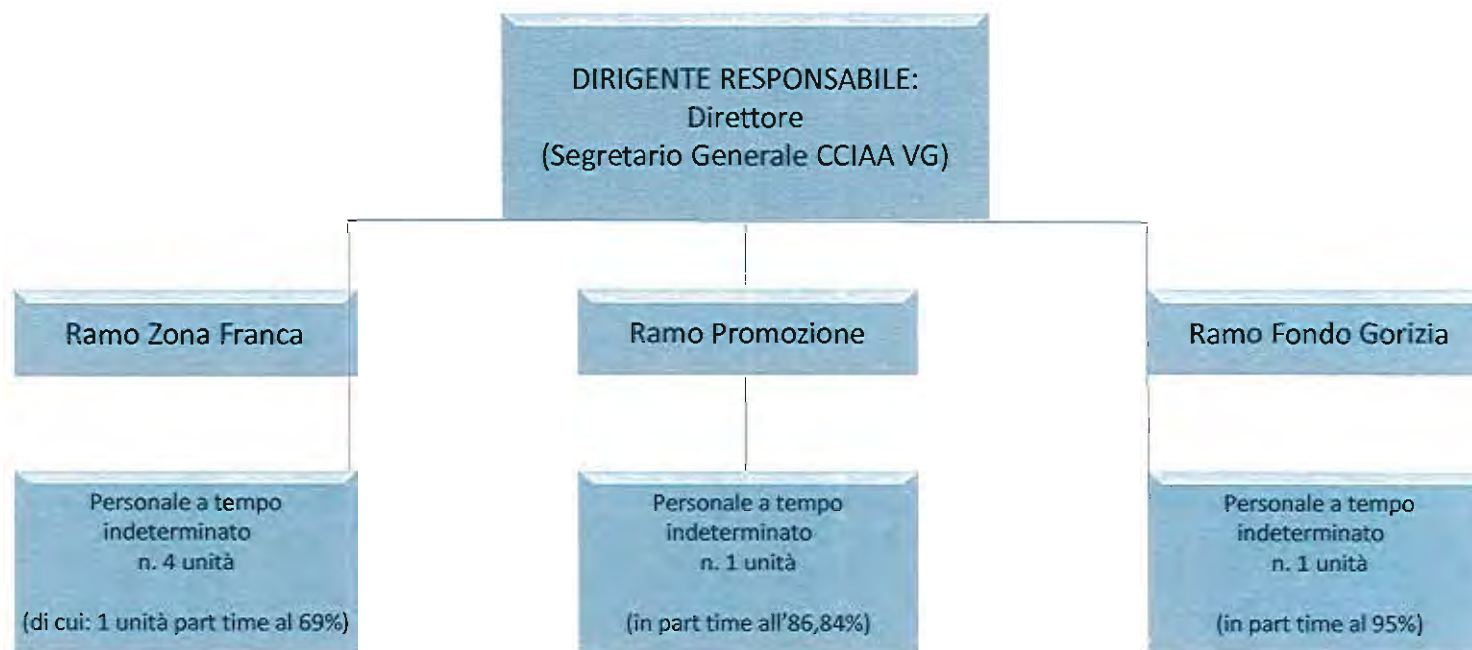 DIRIGENTE RESPONSABILE:
Direttore
(Segretario Generale CCIAA VG)
Ramo Zona Franca
Ramo Promozione
Ramo Fondo Gorizia
Personale a tempo
indeterminato
n. 4 unità
(di cui: 1 unità part time al 69%)
Personale a tempo
indeterminato
n. 1 unità
(in part time all'86,84%)
Personale a tempo
indeterminato
n. 1 unità
(in part time al 95%)